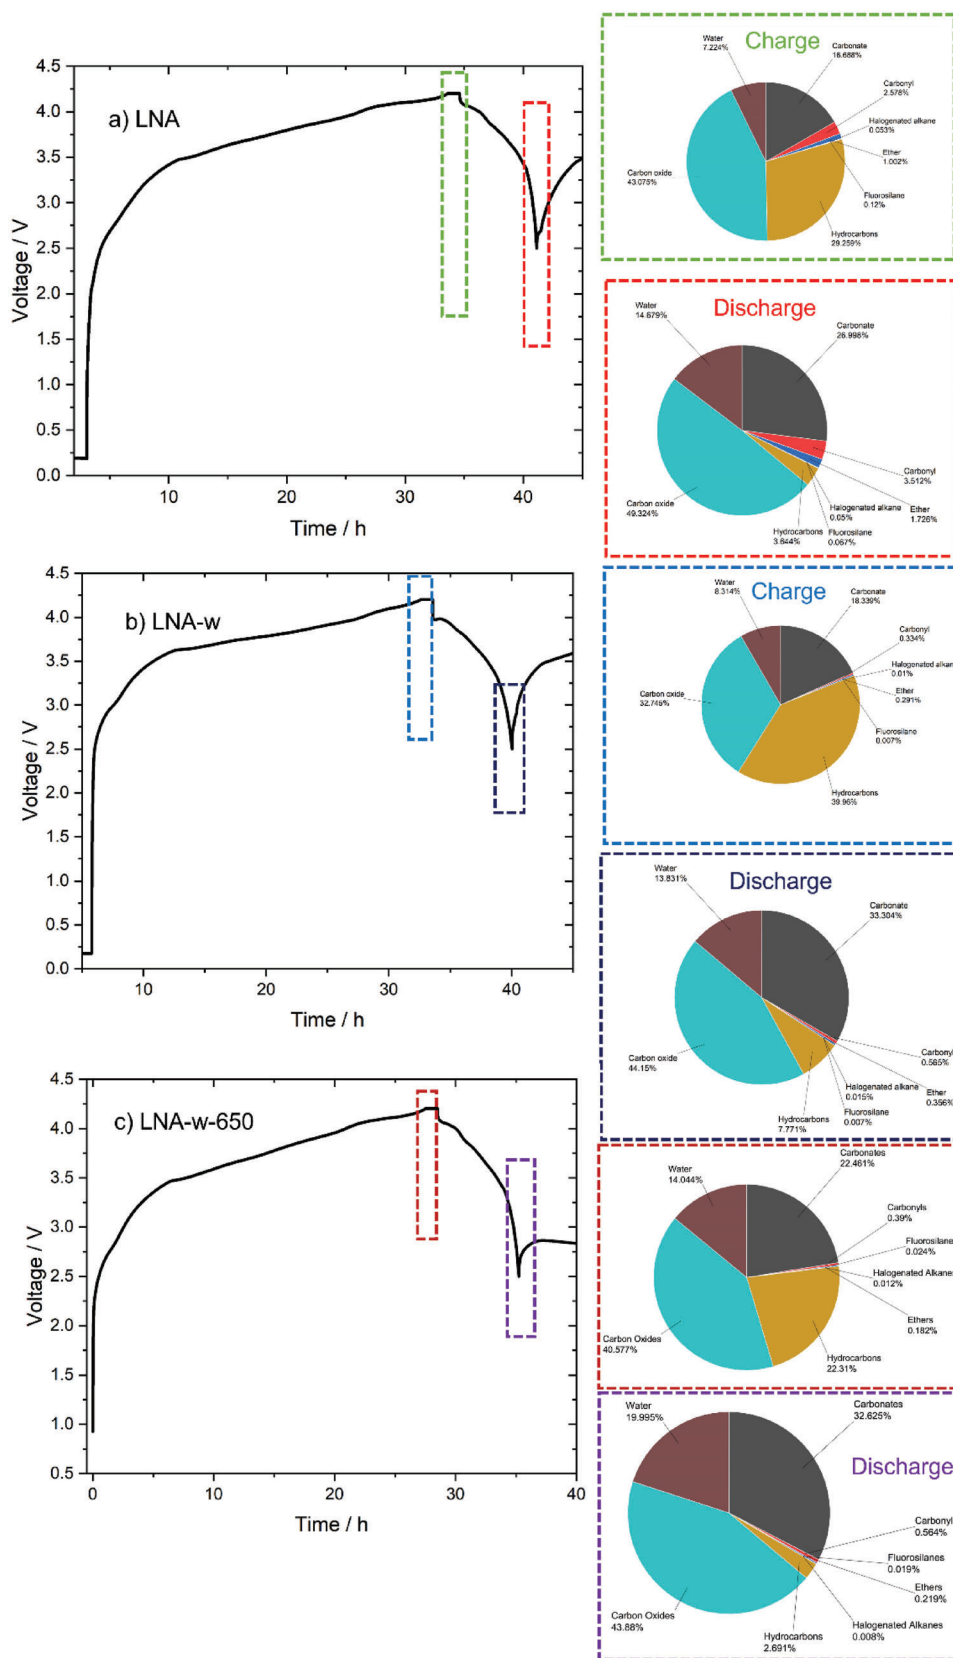 a) LNA
Voltage / V
4.5
4.0
3.5
3.0
2.5
2.0
1.5
1.0
0.5
0.0
10
20
30
40
Time / h
Charge
Water
7.224%
Carbonate
16.688%
Carbonyl
2.578%
Halogenated alkane
0.053%
Ether
1.002%
Fluorosilane
0.12%
Carbon oxide
43.075%
Hydrocarbons
29.259%
Discharge
Water
14.679%
Carbonate
26.998%
Carbonyl
3.512%
Halogenated alkane
0.05%
Ether
1.726%
Carbon oxide
49.324%
Hydrocarbons
3.644%
Fluorosilane
0.067%
b) LNA-w
Voltage / V
4.5
4.0
3.5
3.0
2.5
2.0
1.5
1.0
0.5
0.0
10
20
30
40
Time / h
Charge
Water
8.314%
Carbonate
18.339%
Carbonyl
0.334%
Halogenated alkan
0.01%
Ether
0.291%
Fluorosilane
0.007%
Carbon oxide
32.746%
Hydrocarbons
39.96%
Discharge
Water
13.831%
Carbonate
33.304%
Carbonyl
0.565%
Carbon oxide
44.15%
Halogenated alkane
0.015%
Ether
0.356%
Fluorosilane
0.007%
Hydrocarbons
7.771%
c) LNA-w-650
Voltage / V
4.5
4.0
3.5
3.0
2.5
2.0
1.5
1.0
0.5
0
10
20
30
40
Time / h
Carbonates
22.461%
Water
14.044%
Carbonyls
0.39%
Fluorosilane
0.024%
Halogenated Alkanes
0.012%
Ethers
0.182%
Carbon Oxides
40.577%
Hydrocarbons
22.31%
Carbonates
32.625%
Water
19.995%
Discharge
Carbonyl
0.564%
Fluorosilanes
0.019%
Ethers
0.219%
Carbon Oxides
43.88%
Halogenated Alkanes
0.008%
Hydrocarbons
2.691%